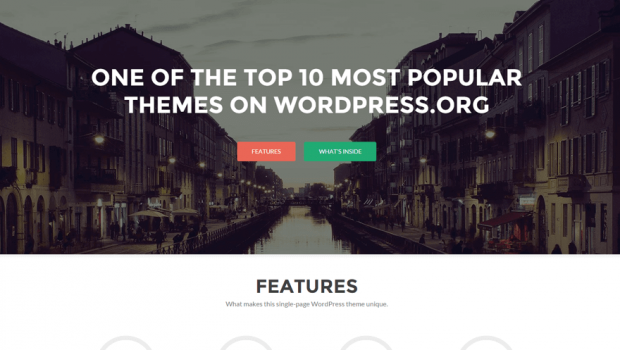 ONE OF THE TOP 10 MOST POPULAR
THEMES ON WORDPRESS.ORG
FEATURES
WHAT'S INSIDE
FEATURES
What makes this single-page WordPress theme unique.